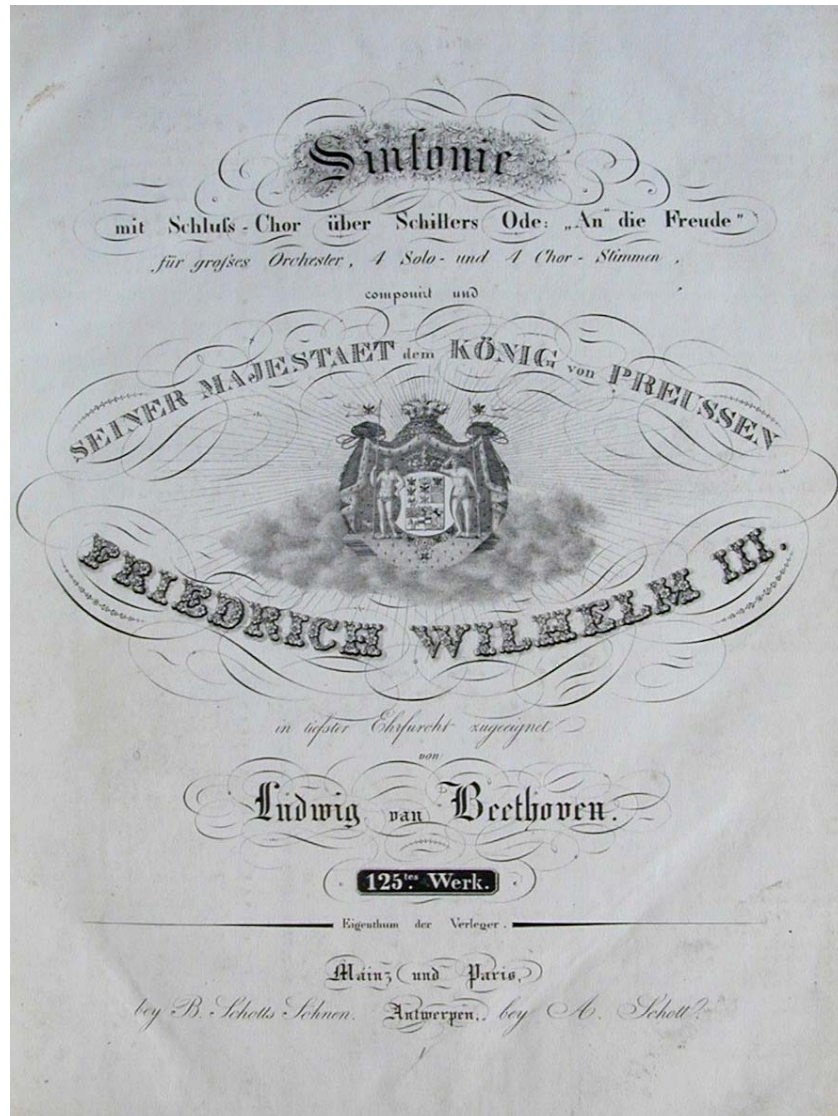 Sinfonie
mit Schluſs-Chor über Schillers Ode: „An die Freude"
für groſses Orchester, 4 Solo- und 4 Chor-Stimmen,
componirt und
SEINER MAJESTAET dem KÖNIG von PREUSSEN
FRIEDRICH WILHELM III.
in tiefster Ehrfurcht zugeeignet
von
Ludwig van Beethoven.
125tes Werk.
Eigenthum der Verleger.
Mainz und Paris,
bey B. Schotts Söhnen. Antwerpen, bey A. Schott.